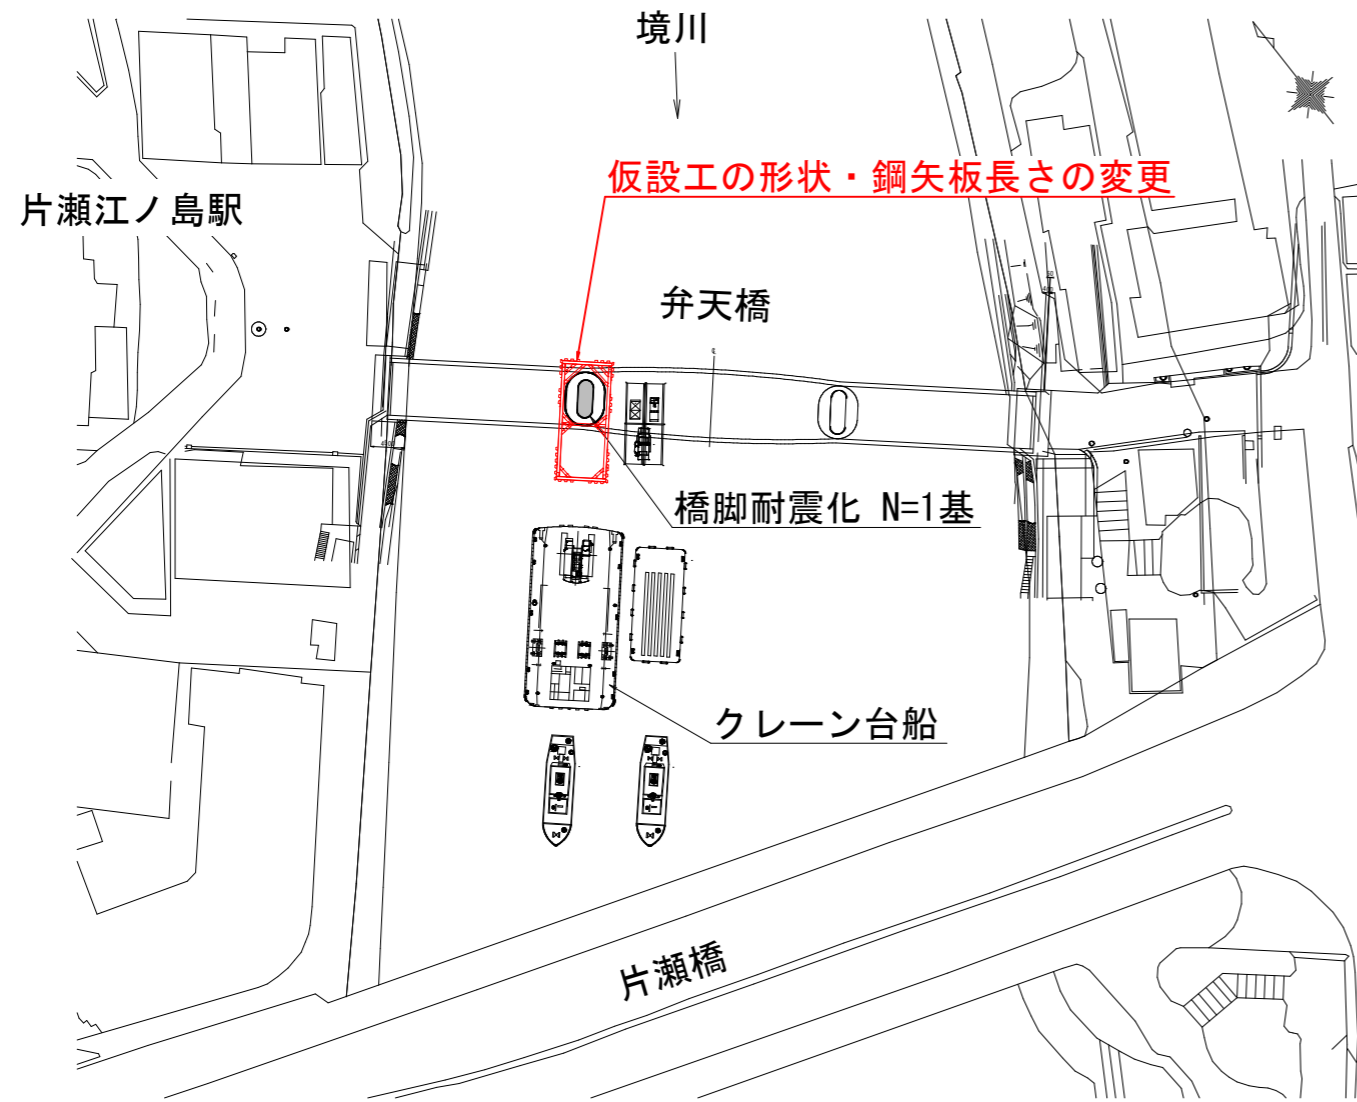 境川
仮設工の形状・鋼矢板長さの変更
片瀬江ノ島駅
弁天橋
橋脚耐震化 N=1基
クレーン台船
片瀬橋